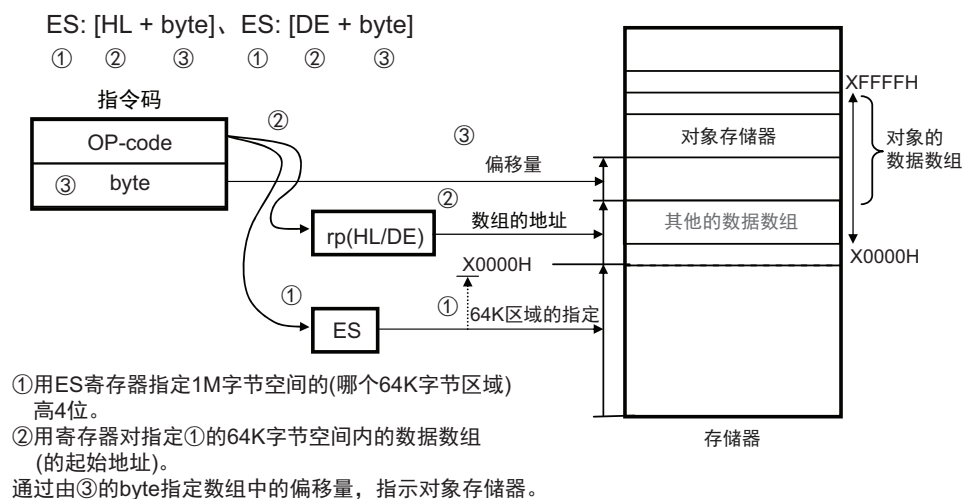 ES: [HL + byte]、ES: [DE + byte]
① ② ③ ① ② ③
指令码
OP-code
③ byte
②
③
偏移量
②
rp(HL/DE)
数组的地址
X0000H
①
ES
①
64K区域的指定
XFFFFH
对象存储器
对象的
数据数组
其他的数据数组
X0000H
存储器
①用ES寄存器指定1M字节空间的(哪个64K字节区域)
高4位。
②用寄存器对指定①的64K字节空间内的数据数组
(的起始地址)。
通过由③的byte指定数组中的偏移量，指示对象存储器。